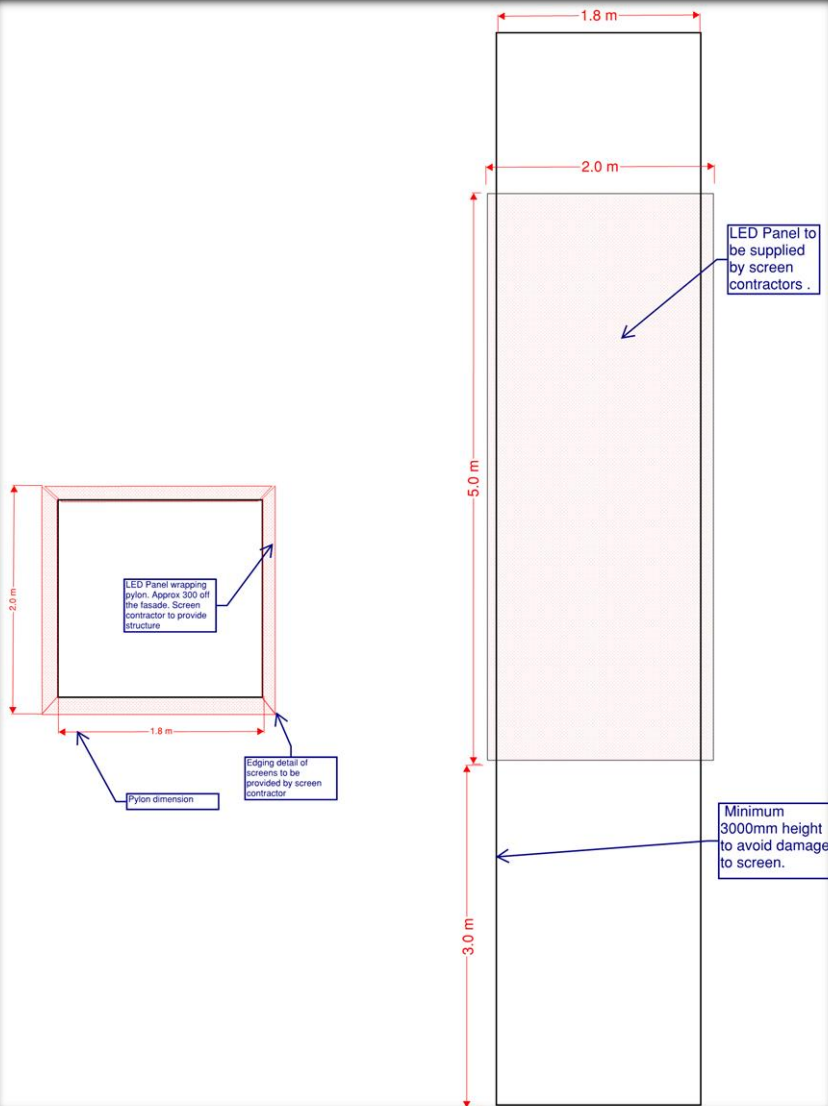 1.8 m
2.0 m
LED Panel to
be supplied
by screen
contractors .
5.0 m
2.0 m
LED Panel wrapping
pylon. Approx 300 off
the fasade. Screen
contractor to provide
structure
1.8 m
Edging detail of
screens to be
provided by screen
contractor
Pylon dimension
Minimum
3000mm height
to avoid damage
to screen.
3.0 m